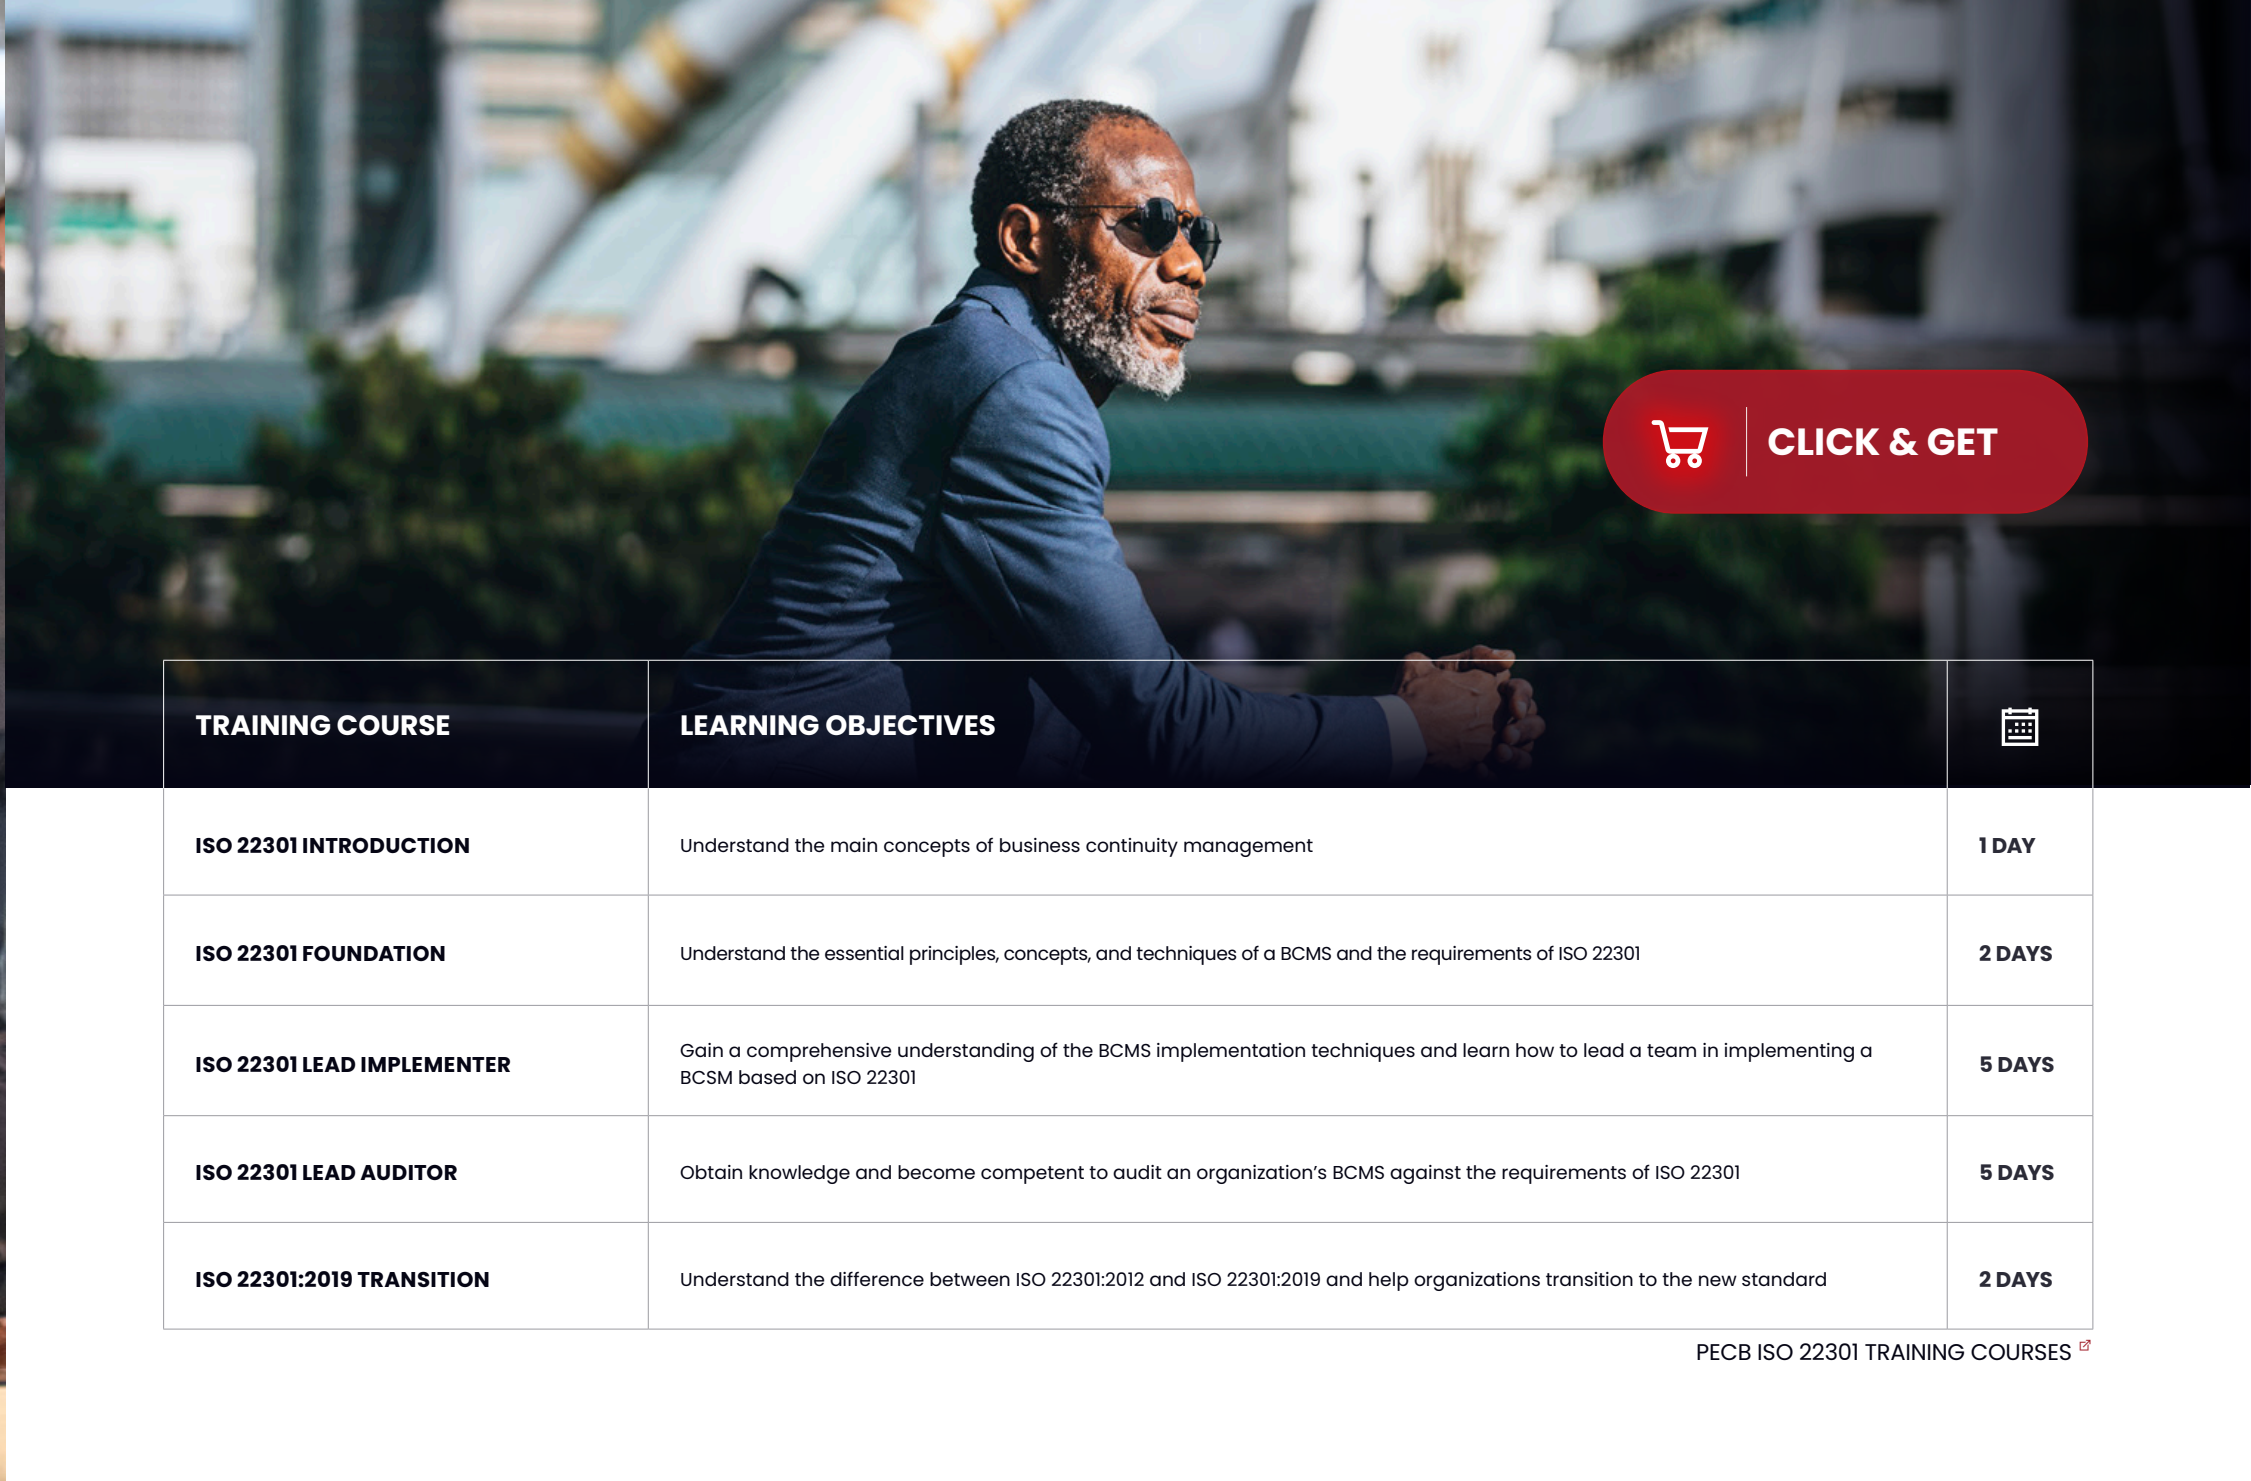 CLICK & GET
TRAINING COURSE
LEARNING OBJECTIVES
ISO 22301 INTRODUCTION
Understand the main concepts of business continuity management
1 DAY
ISO 22301 FOUNDATION
Understand the essential principles, concepts, and techniques of a BCMS and the requirements of ISO 22301
2 DAYS
ISO 22301 LEAD IMPLEMENTER
Gain a comprehensive understanding of the BCMS implementation techniques and learn how to lead a team in implementing a
BCSM based on ISO 22301
5 DAYS
ISO 22301 LEAD AUDITOR
Obtain knowledge and become competent to audit an organization’s BCMS against the requirements of ISO 22301
5 DAYS
ISO 22301:2019 TRANSITION
Understand the difference between ISO 22301:2012 and ISO 22301:2019 and help organizations transition to the new standard
2 DAYS
PECB ISO 22301 TRAINING COURSES